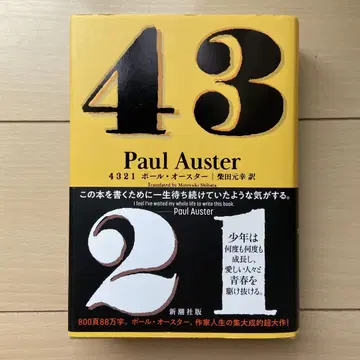 4 3
Paul Auster
4321 ポール・オースター｜柴田元幸 訳
Translated by Motoyuki Shibata
この本を書くために一生待ち続けていたような気がする。
I feel I've waited my whole life to write this book.
——Paul Auster
2 1
少年は
何度も何度も
成長し、
愛しい人々と
青春を
駆け抜ける。
新潮社版
800頁88万字。ポール・オースター、作家人生の集大成的超大作!